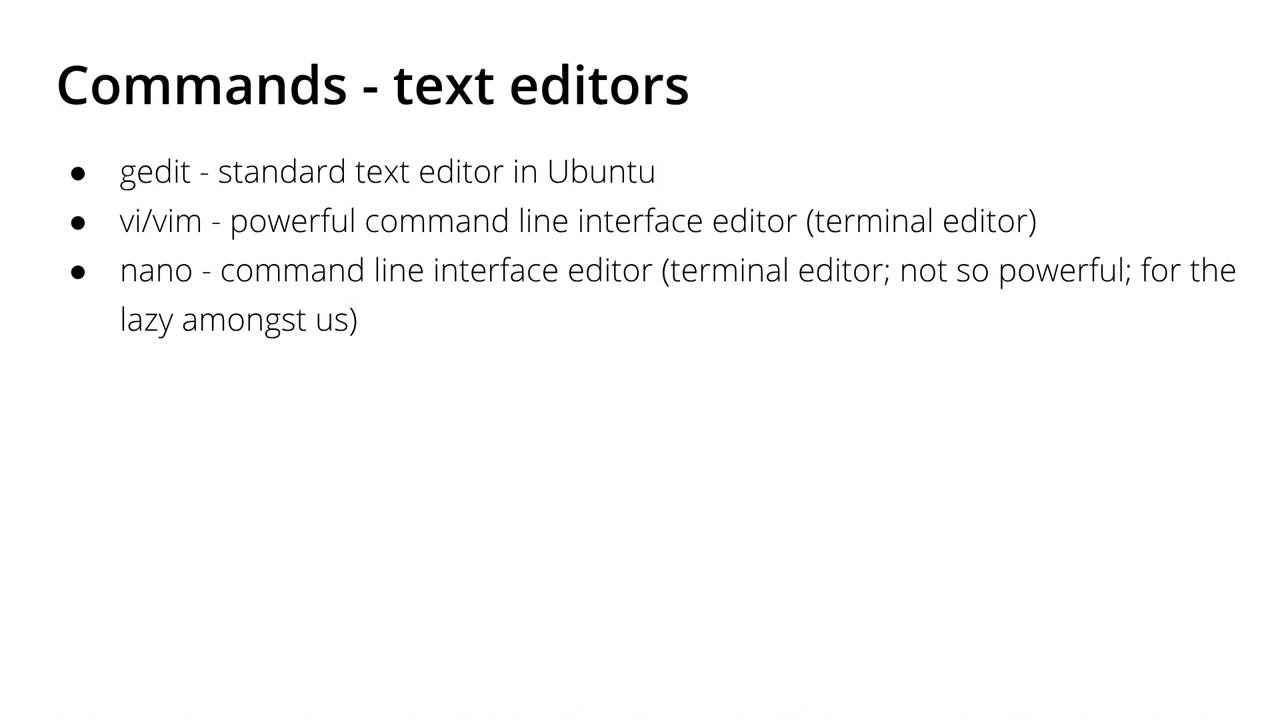 Commands - text editors
● gedit - standard text editor in Ubuntu
● vi/vim - powerful command line interface editor (terminal editor)
● nano - command line interface editor (terminal editor; not so powerful; for the
lazy amongst us)